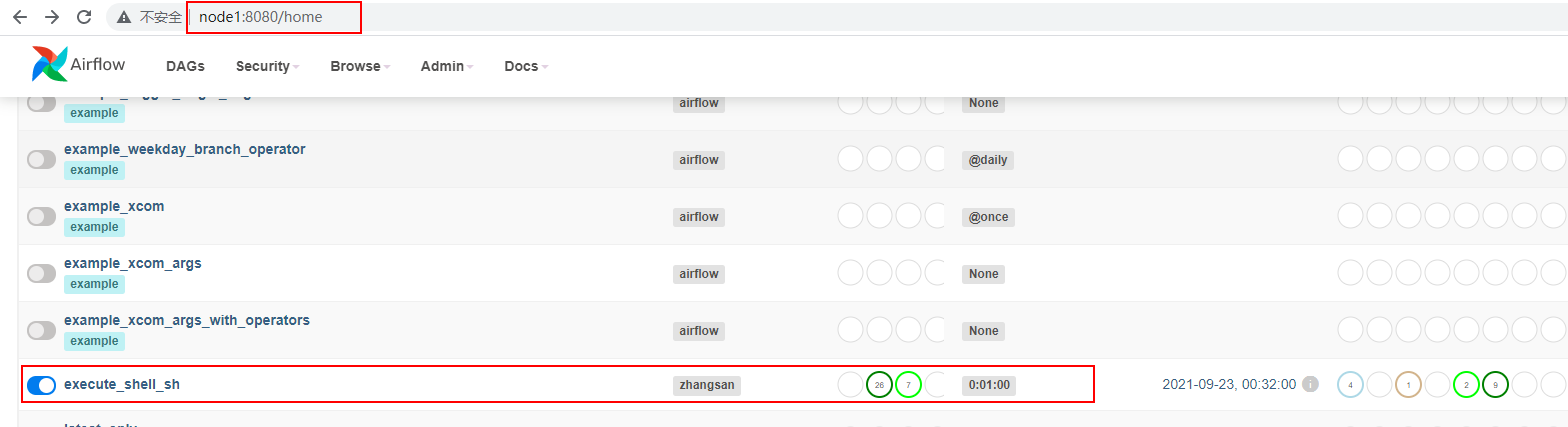 不安全 node1:8080/home
Airflow DAGs Security Browse Admin Docs
airflow None
example
example_weekday_branch_operator
airflow @daily
example
example_xcom
airflow @once
example
example_xcom_args
airflow None
example
example_xcom_args_with_operators
airflow None
example
execute_shell_sh zhangsan 26 7 0:01:00 2021-09-23, 00:32:00 i 4 1 2 9